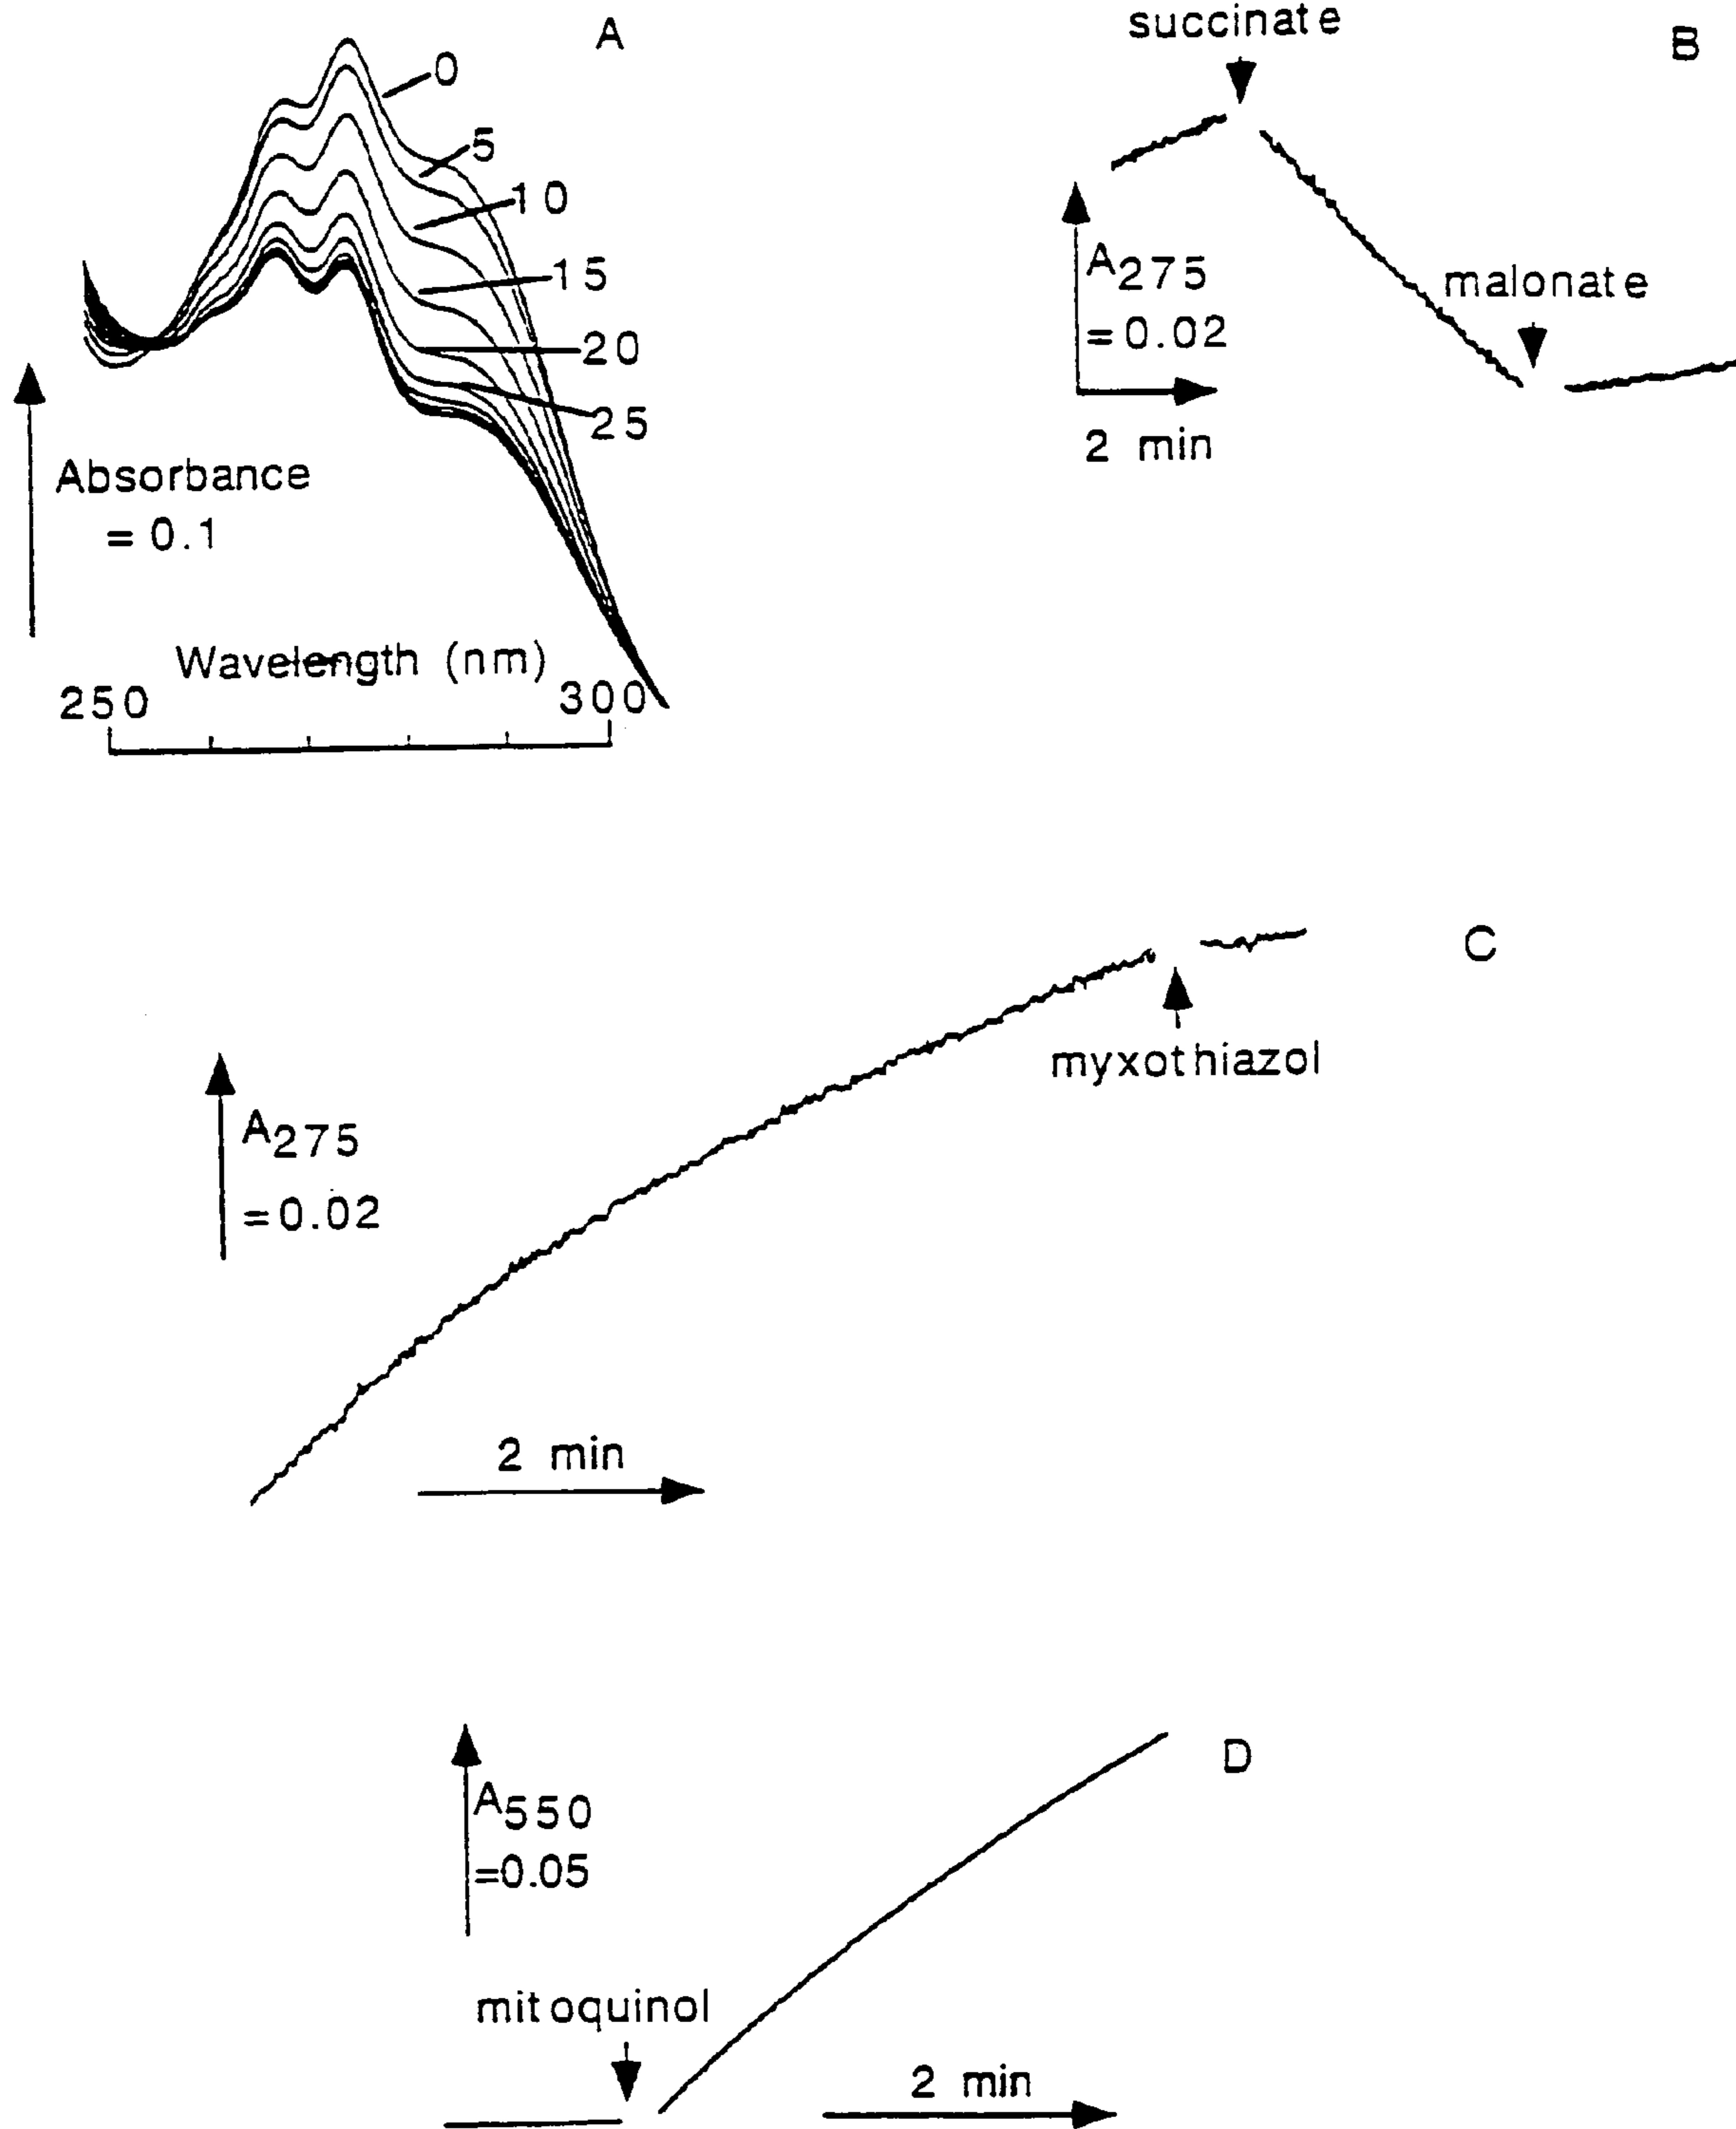 A
0
5
10
15
20
25
Absorbance
= 0.1
Wavelength (nm)
250
300
succinate
B
A275
=0.02
malonate
2 min
C
myxothiazol
A275
=0.02
2 min
D
A550
=0.05
mitoquinol
2 min